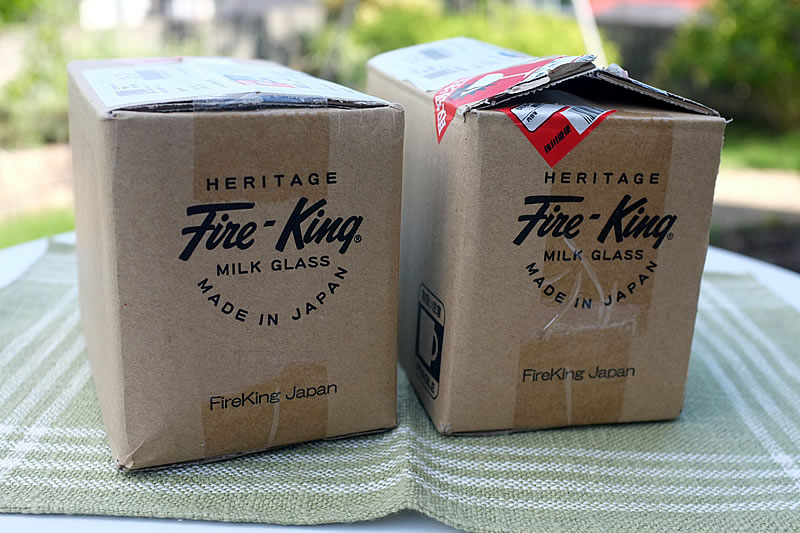 HERITAGE
Fire-King®
MILK GLASS
MADE IN JAPAN
FireKing Japan
HERITAGE
Fire-King®
MILK GLASS
MADE IN JAPAN
FireKing Japan